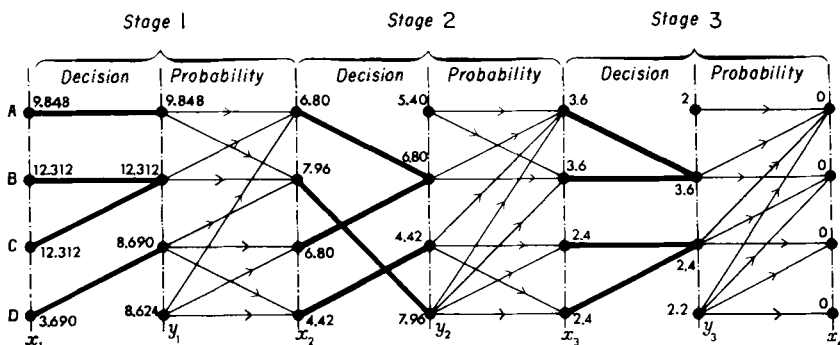 Stage 1 Stage 2 Stage 3
Decision Probability Decision Probability Decision Probability
A 9.848 9.848 6.80 5.40 3.6 2 0
B 12.312 12.312 7.96 6.80 3.6 3.6 0
C 12.312 8.690 6.80 4.42 2.4 2.4 0
D 3.690 8.624 4.42 7.96 2.4 2.2 0
y₁ x₂ y₂ x₃ y₃